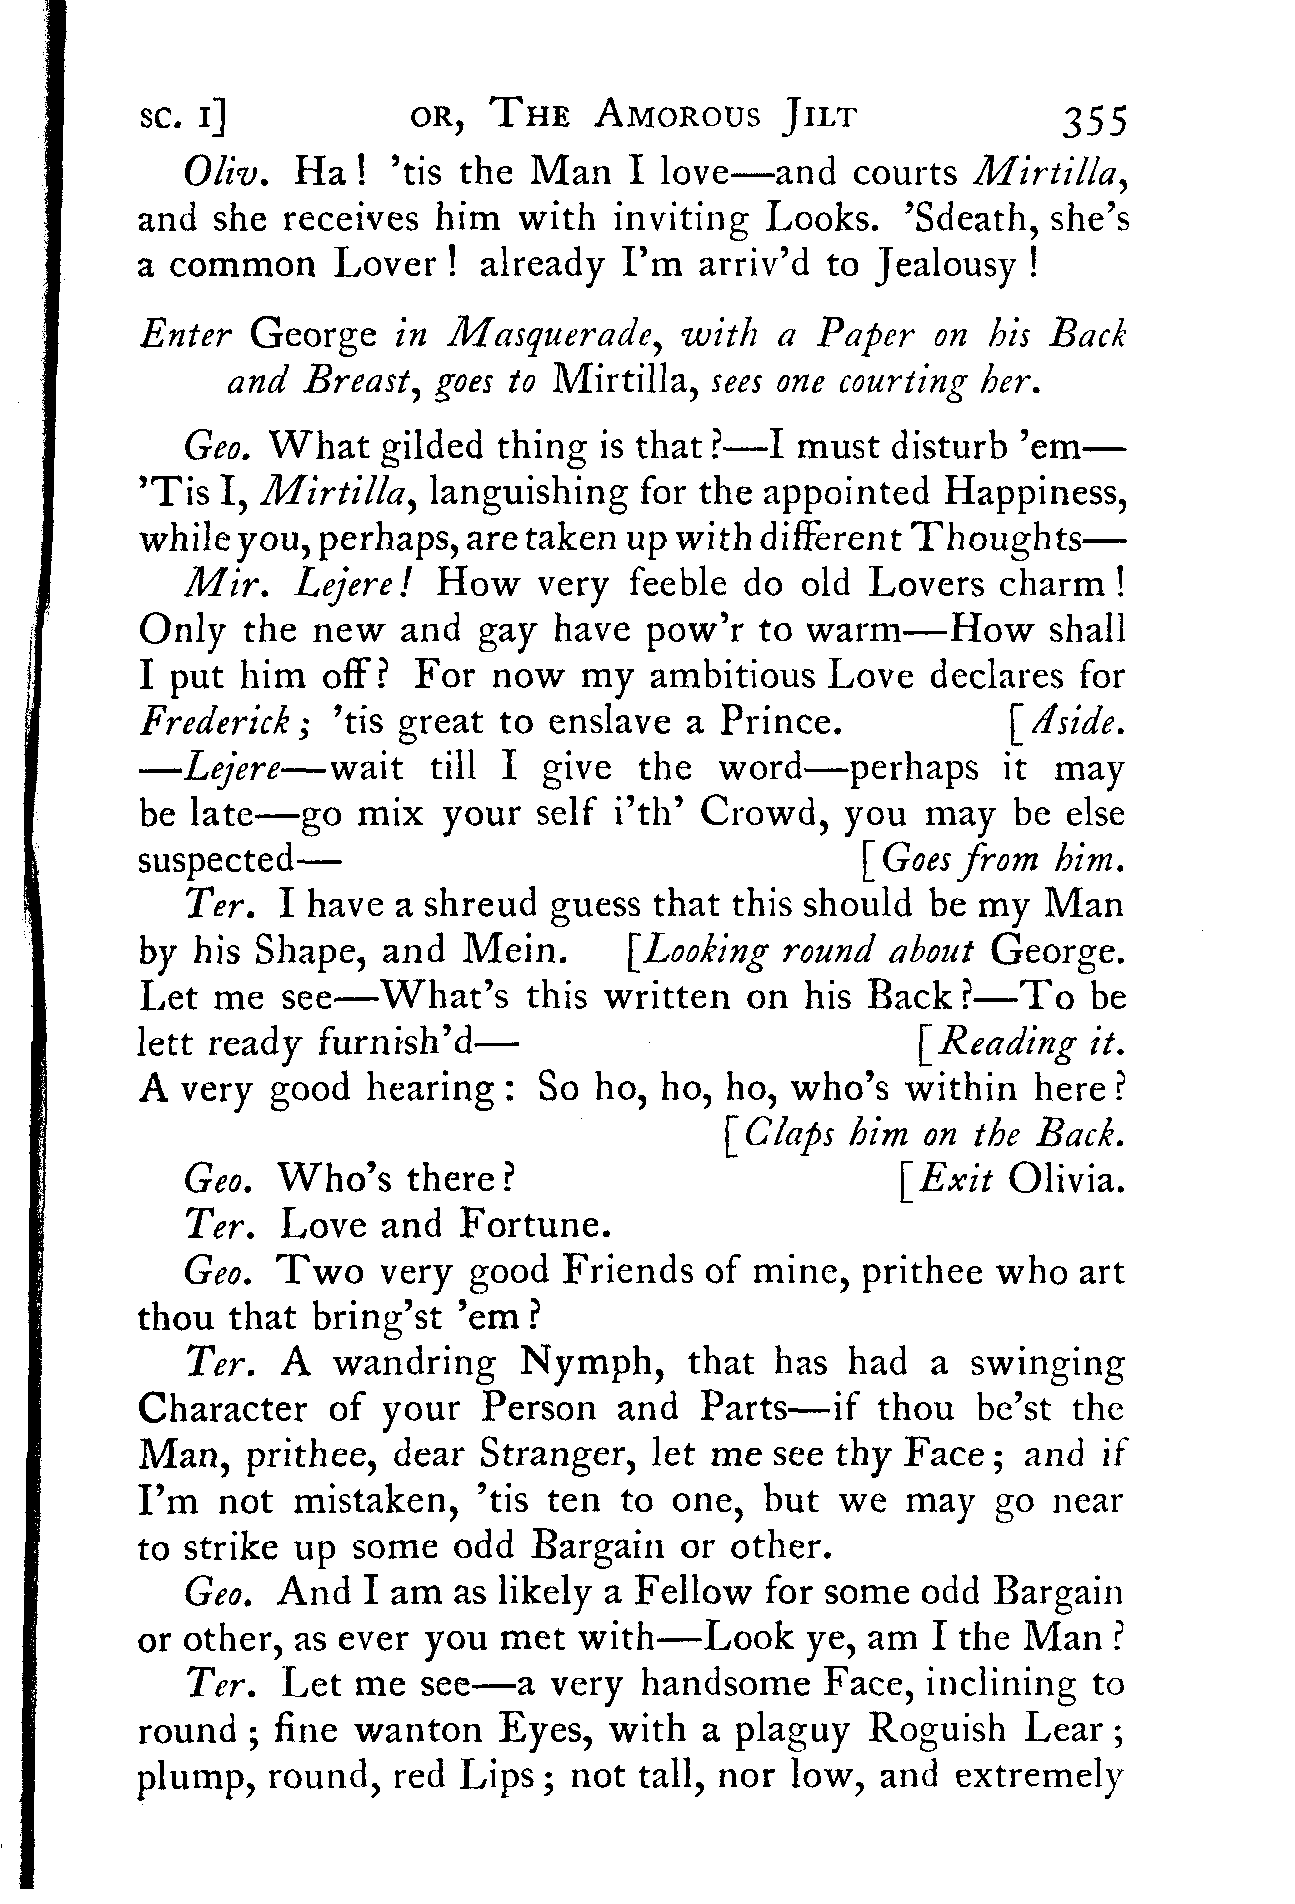 SC. I] OR, THE AMOROUS JILT 355
Oliv. Ha! 'tis the Man I love—and courts Mirtilla,
and she receives him with inviting Looks. 'Sdeath, she's
a common Lover! already I'm arriv'd to Jealousy!
Enter George in Masquerade, with a Paper on his Back
and Breast, goes to Mirtilla, sees one courting her.
Geo. What gilded thing is that?—I must disturb 'em—
'Tis I, Mirtilla, languishing for the appointed Happiness,
while you, perhaps, are taken up with different Thoughts—
Mir. Lejere! How very feeble do old Lovers charm!
Only the new and gay have pow'r to warm—How shall
I put him off? For now my ambitious Love declares for
Frederick; 'tis great to enslave a Prince. [Aside.
—Lejere—wait till I give the word—perhaps it may
be late—go mix your self i'th' Crowd, you may be else
suspected— [Goes from him.
Ter. I have a shreud guess that this should be my Man
by his Shape, and Mein. [Looking round about George.
Let me see—What's this written on his Back?—To be
lett ready furnish'd— [Reading it.
A very good hearing: So ho, ho, ho, who's within here?
[Claps him on the Back.
Geo. Who's there? [Exit Olivia.
Ter. Love and Fortune.
Geo. Two very good Friends of mine, prithee who art
thou that bring'st 'em?
Ter. A wandring Nymph, that has had a swinging
Character of your Person and Parts—if thou be'st the
Man, prithee, dear Stranger, let me see thy Face; and if
I'm not mistaken, 'tis ten to one, but we may go near
to strike up some odd Bargain or other.
Geo. And I am as likely a Fellow for some odd Bargain
or other, as ever you met with—Look ye, am I the Man?
Ter. Let me see—a very handsome Face, inclining to
round; fine wanton Eyes, with a plaguy Roguish Lear;
plump, round, red Lips; not tall, nor low, and extremely